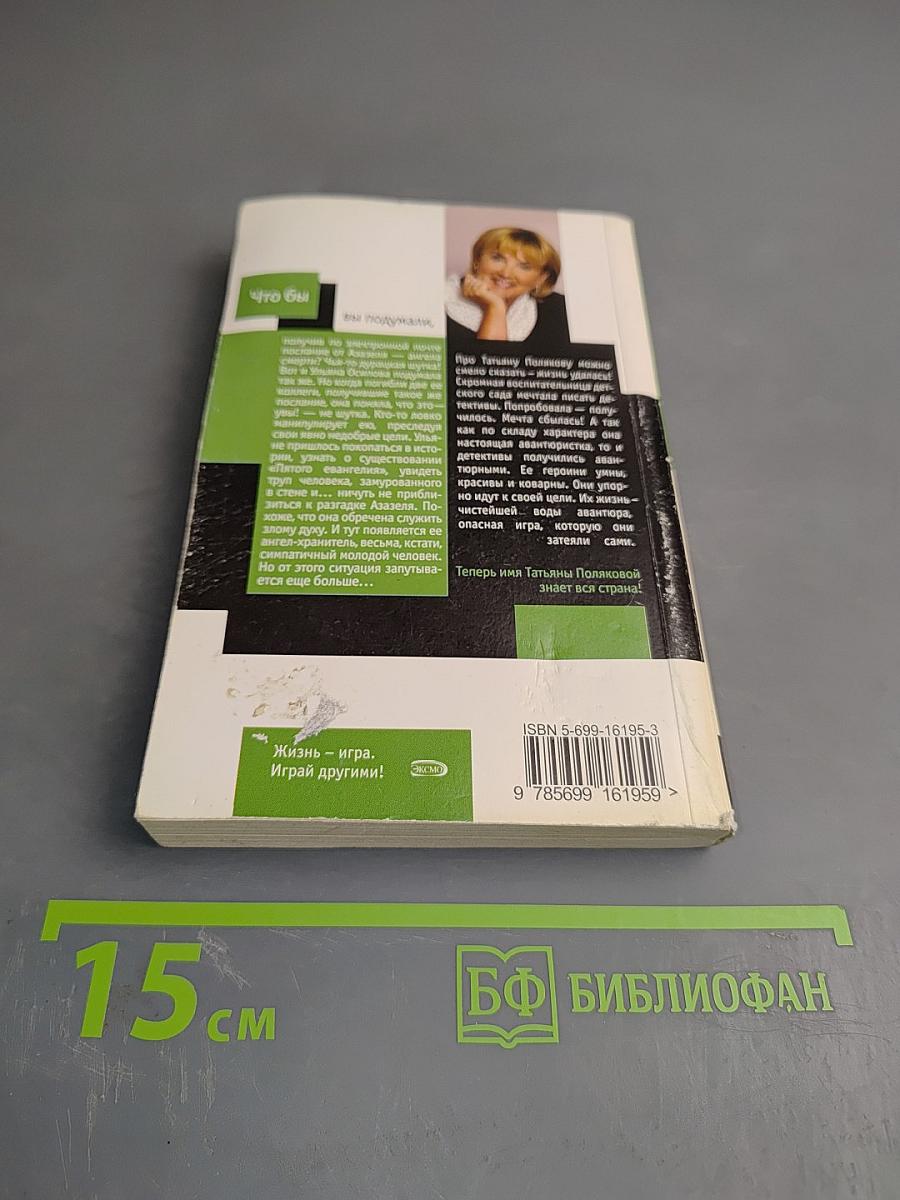 Что бы
вы подумали,
получив по электронной почте
послание от Азазеля — ангела
смерти? Чья-то дурацкая шутка!
Вот и Ульяна Осипова подумала
так же. Но когда погибли две ее
коллеги, получившие такое же
послание, она поняла, что это—
увы! — не шутка. Кто-то ловко
манипулирует ею, преследуя
свои явно недобрые цели. Улья-
не пришлось покопаться в исто-
рии, узнать о существовании
«Пятого евангелия», увидеть
труп человека, замурованного
в стене и... ничуть не прибли-
зиться к разгадке Азазеля. По-
хоже, что она обречена служить
злому духу. И тут появляется ее
ангел-хранитель, весьма, кстати,
симпатичный молодой человек.
Но от этого ситуация запутыва-
ется еще больше...
Про Татьяну Полякову можно
смело сказать – жизнь удалась!
Скромная воспитательница дет-
ского сада мечтала писать де-
тективы. Попробовала — полу-
чилось. Мечта сбылась! А так
как по складу характера она
настоящая авантюристка, то и
детективы получились аван-
тюрными. Ее героини умны,
красивы и коварны. Они упор-
но идут к своей цели. Их жизнь–
чистейшей воды авантюра,
опасная игра, которую они
затеяли сами.
Теперь имя Татьяны Поляковой
знает вся страна!
Жизнь – игра.
Играй другими!
ЭКСМО
ISBN 5-699-16195-3
9 785699 161959 >
15 см
БФ БИБЛИОФАН